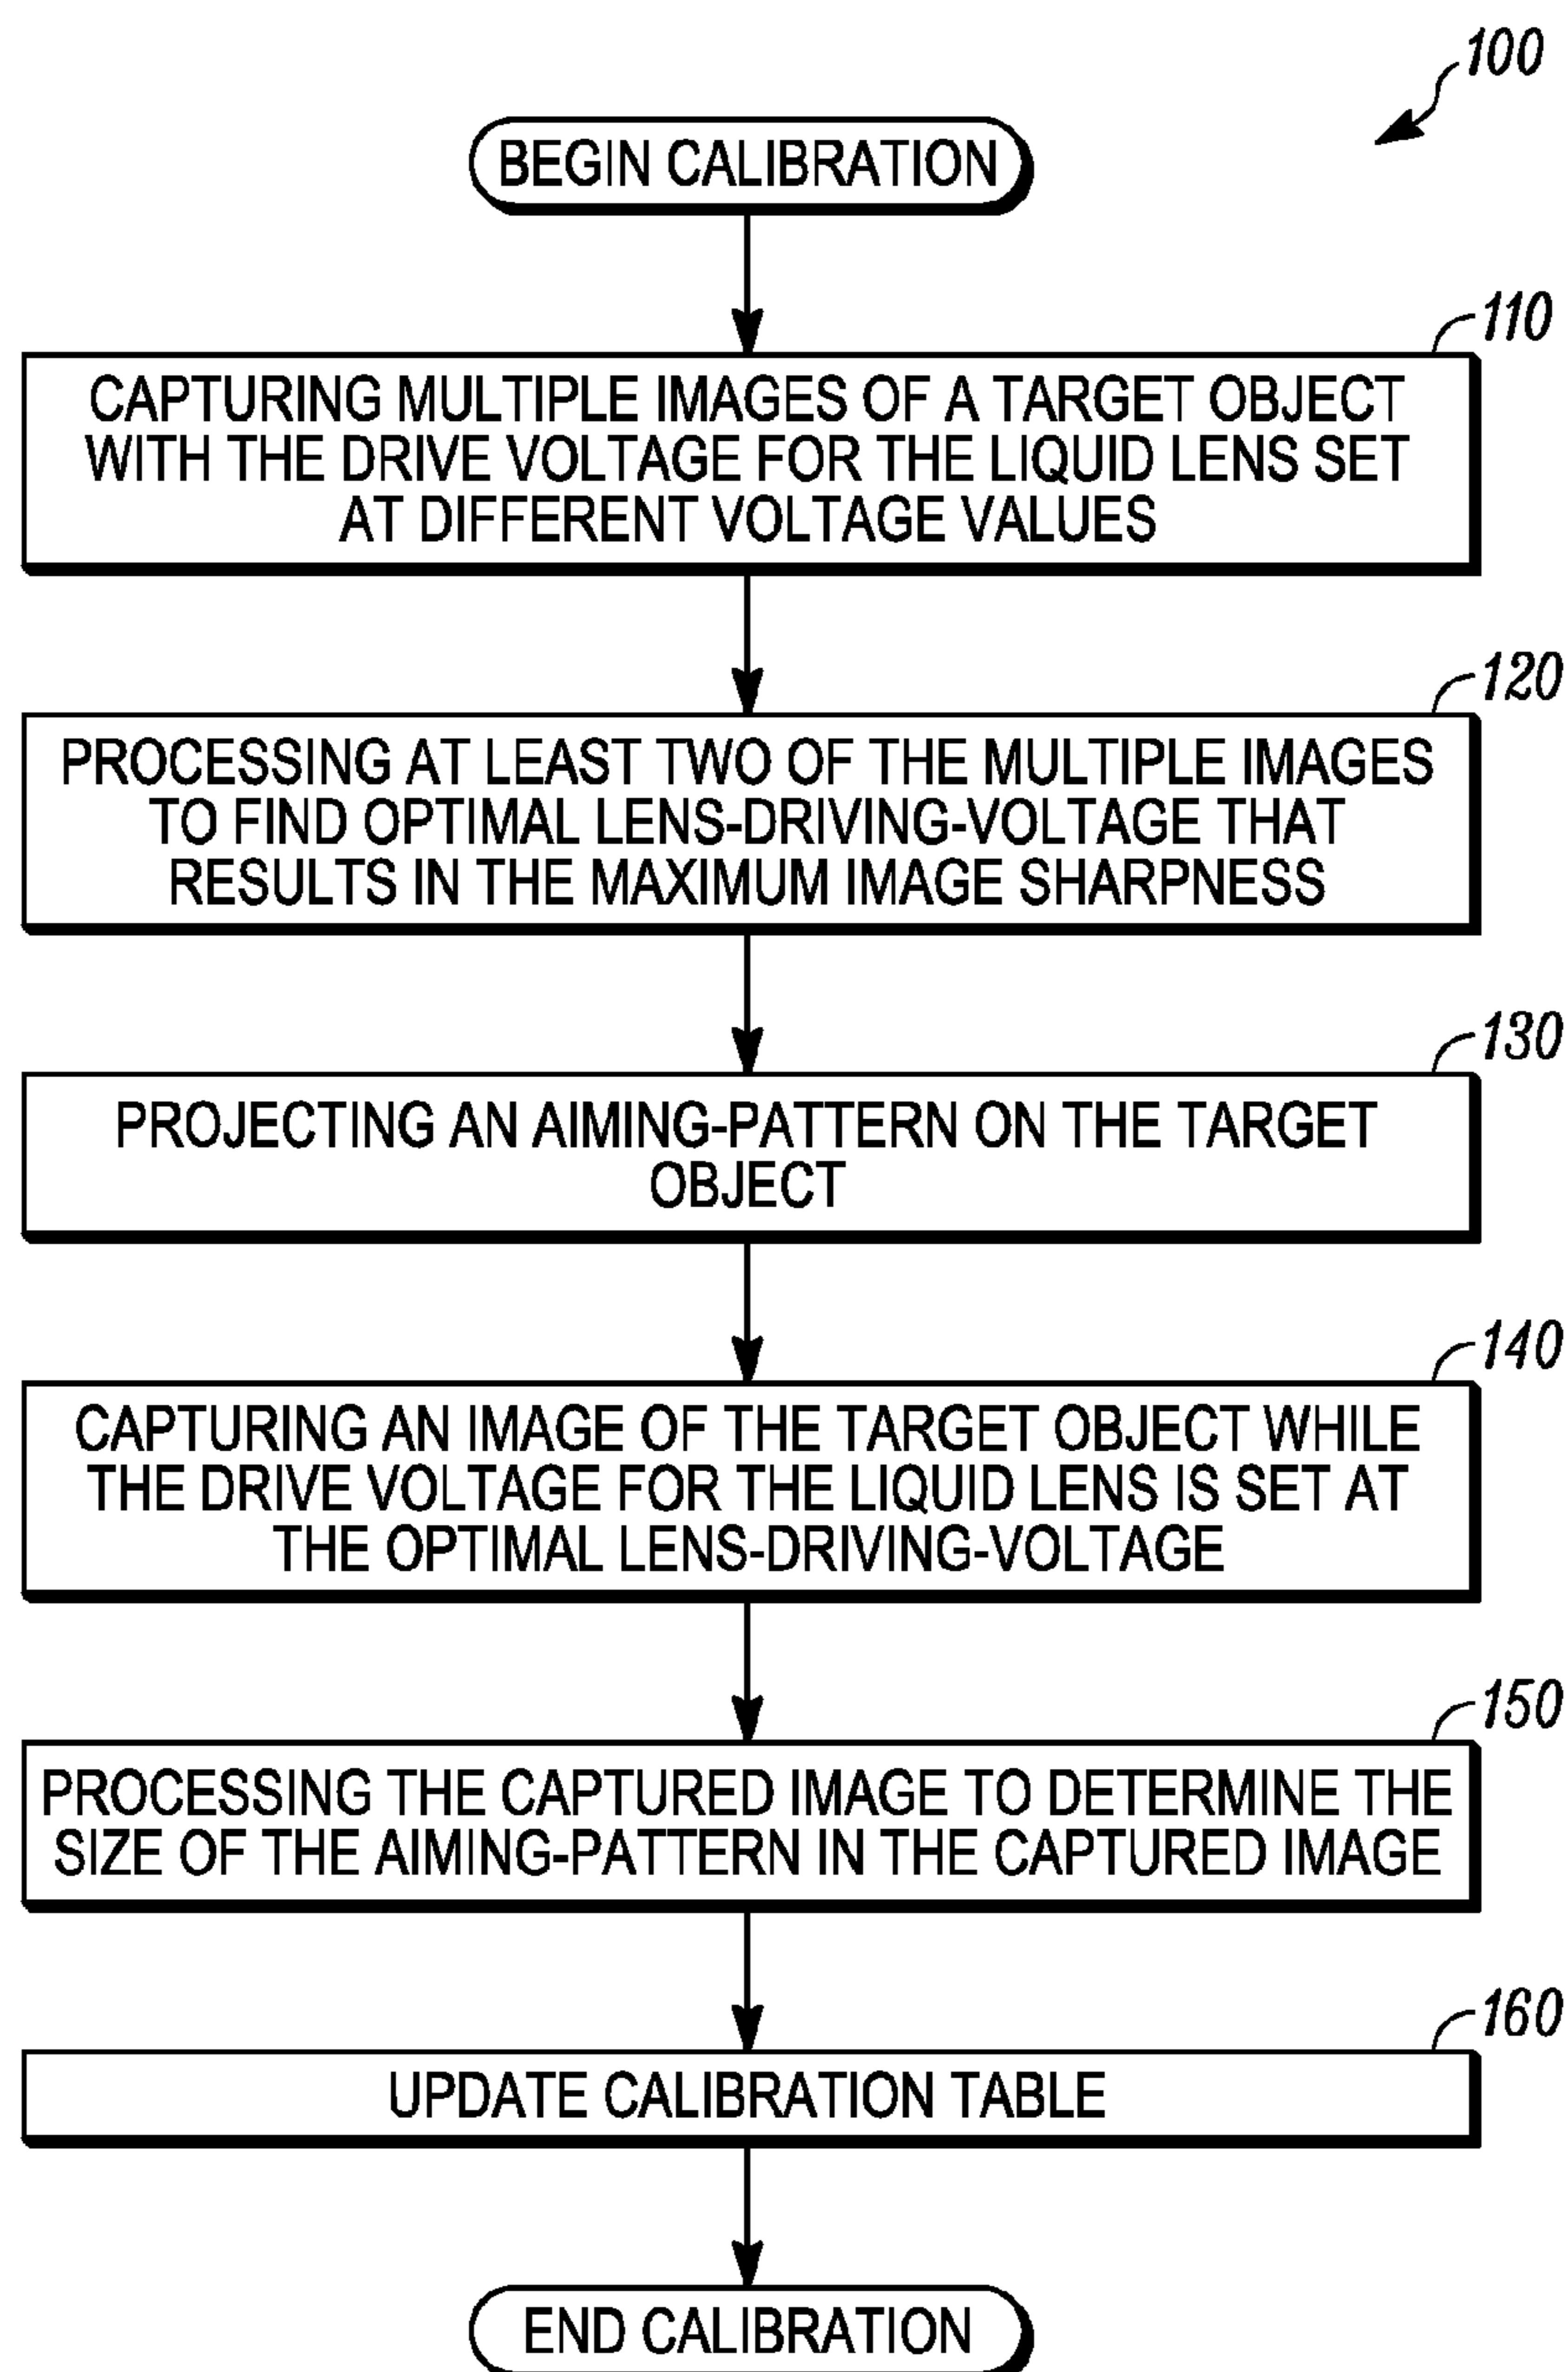 100
BEGIN CALIBRATION
110
CAPTURING MULTIPLE IMAGES OF A TARGET OBJECT
WITH THE DRIVE VOLTAGE FOR THE LIQUID LENS SET
AT DIFFERENT VOLTAGE VALUES
120
PROCESSING AT LEAST TWO OF THE MULTIPLE IMAGES
TO FIND OPTIMAL LENS-DRIVING-VOLTAGE THAT
RESULTS IN THE MAXIMUM IMAGE SHARPNESS
130
PROJECTING AN AIMING-PATTERN ON THE TARGET
OBJECT
140
CAPTURING AN IMAGE OF THE TARGET OBJECT WHILE
THE DRIVE VOLTAGE FOR THE LIQUID LENS IS SET AT
THE OPTIMAL LENS-DRIVING-VOLTAGE
150
PROCESSING THE CAPTURED IMAGE TO DETERMINE THE
SIZE OF THE AIMING-PATTERN IN THE CAPTURED IMAGE
160
UPDATE CALIBRATION TABLE
END CALIBRATION